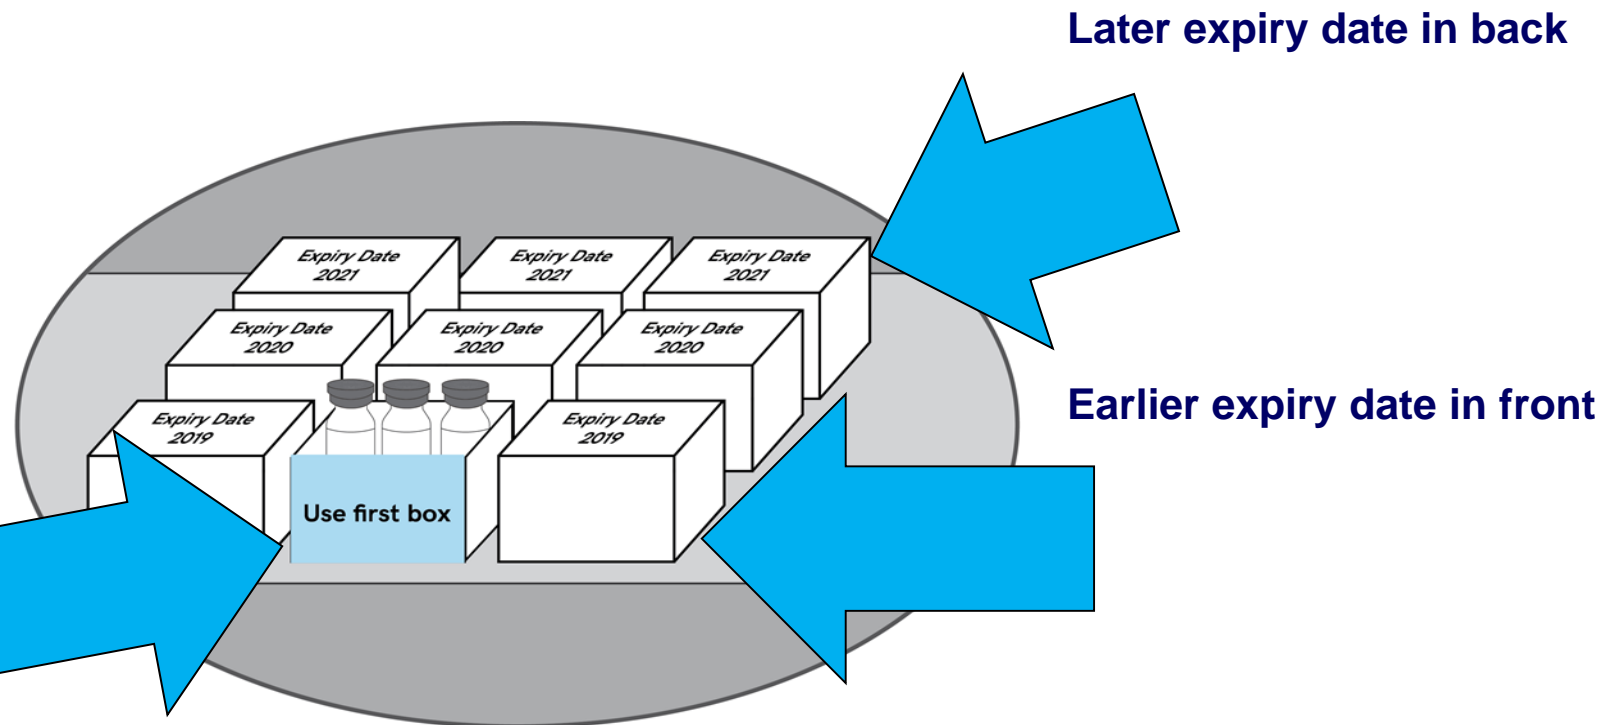 Later expiry date in back
Expiry Date
2021
Expiry Date
2021
Expiry Date
2021
Expiry Date
2020
Expiry Date
2020
Expiry Date
2020
Earlier expiry date in front
Expiry Date
2019
Expiry Date
2019
Use first box